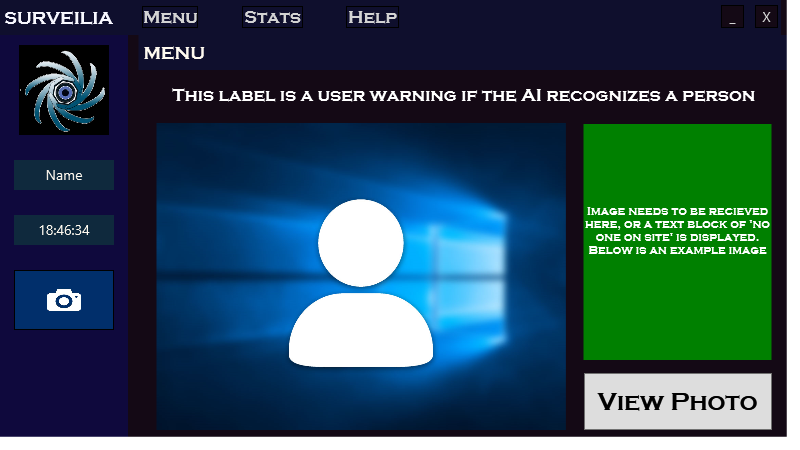 SURVEILIA
Menu
Stats
Help
_
X
MENU
This label is a user warning if the AI recognizes a person
Name
18:46:34
Image needs to be recieved
here, or a text block of 'no
one on site' is displayed.
Below is an example image
View Photo